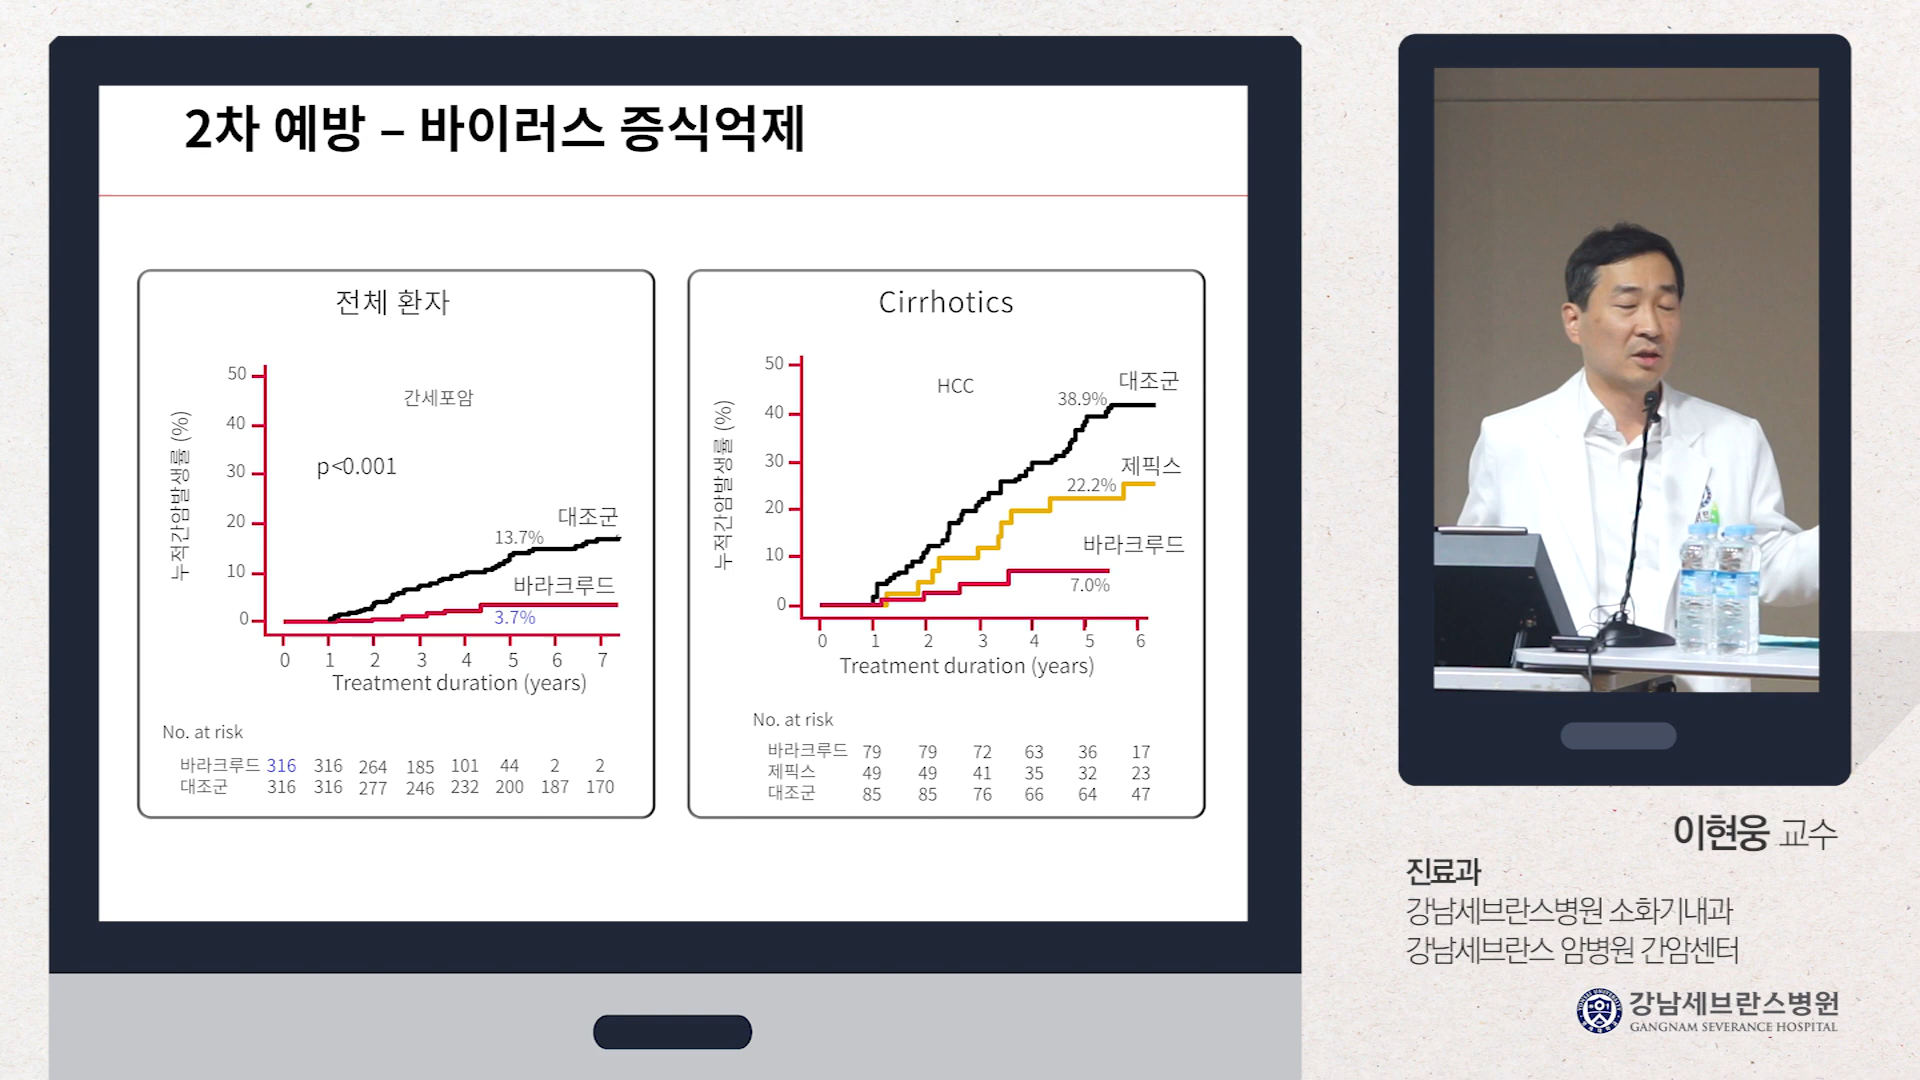 2차 예방 – 바이러스 증식억제
전체 환자
간세포암
p<0.001
누적간암발생률 (%)
50
40
30
20
10
0
13.7%
대조군
바라크루드
3.7%
0 1 2 3 4 5 6 7
Treatment duration (years)
No. at risk
바라크루드 316 316 264 185 101 44 2 2
대조군 316 316 277 246 232 200 187 170
Cirrhotics
HCC
누적간암발생률 (%)
50
40
30
20
10
0
38.9%
대조군
제픽스
22.2%
바라크루드
7.0%
0 1 2 3 4 5 6
Treatment duration (years)
No. at risk
바라크루드 79 79 72 63 36 17
제픽스 49 49 41 35 32 23
대조군 85 85 76 66 64 47
이현웅 교수
진료과
강남세브란스병원 소화기내과
강남세브란스 암병원 간암센터
강남세브란스병원
GANGNAM SEVERANCE HOSPITAL